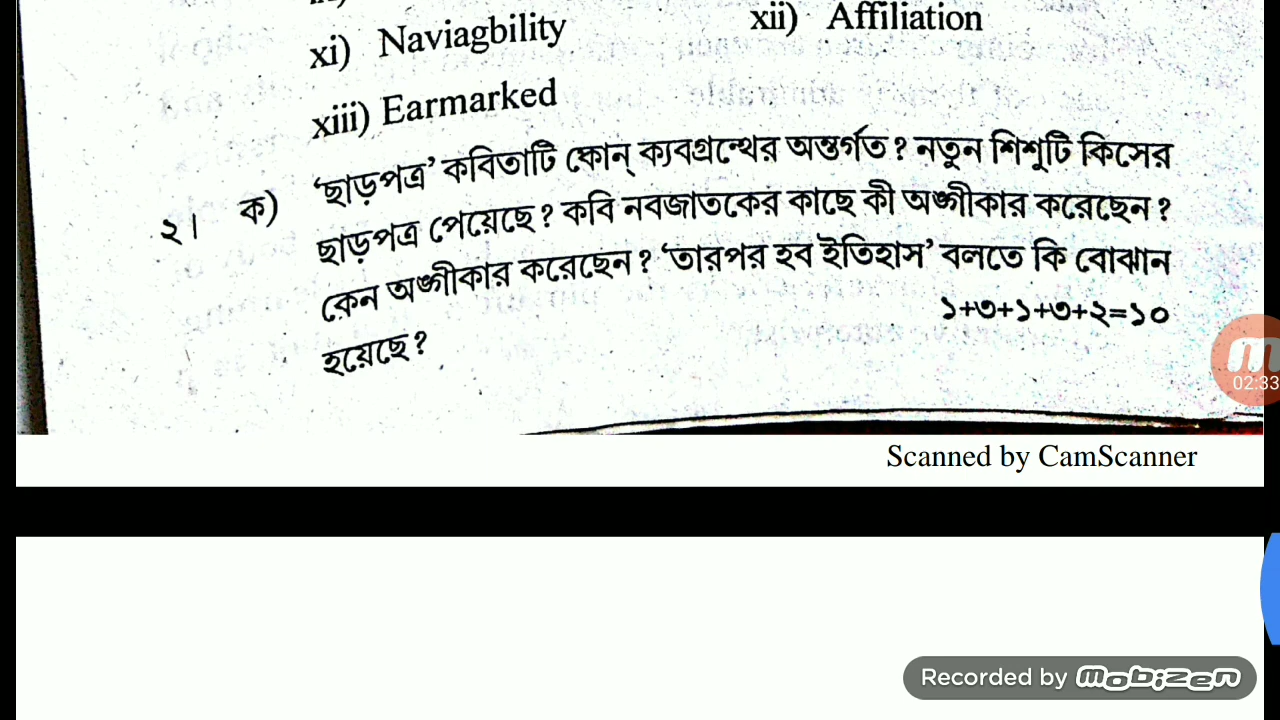 xi) Naviagbility
xii) Affiliation
xiii) Earmarked
২। ক) ‘ছাড়পত্র’ কবিতাটি কোন্ ক্যবগ্রন্থের অন্তর্গত? নতুন শিশুটি কিসের
ছাড়পত্র পেয়েছে? কবি নবজাতকের কাছে কী অঙ্গীকার করেছেন?
কেন অঙ্গীকার করেছেন? ‘তারপর হব ইতিহাস’ বলতে কি বোঝান
হয়েছে?
১+৩+১+৩+২=১০
02:33
Scanned by CamScanner
Recorded by mobizen